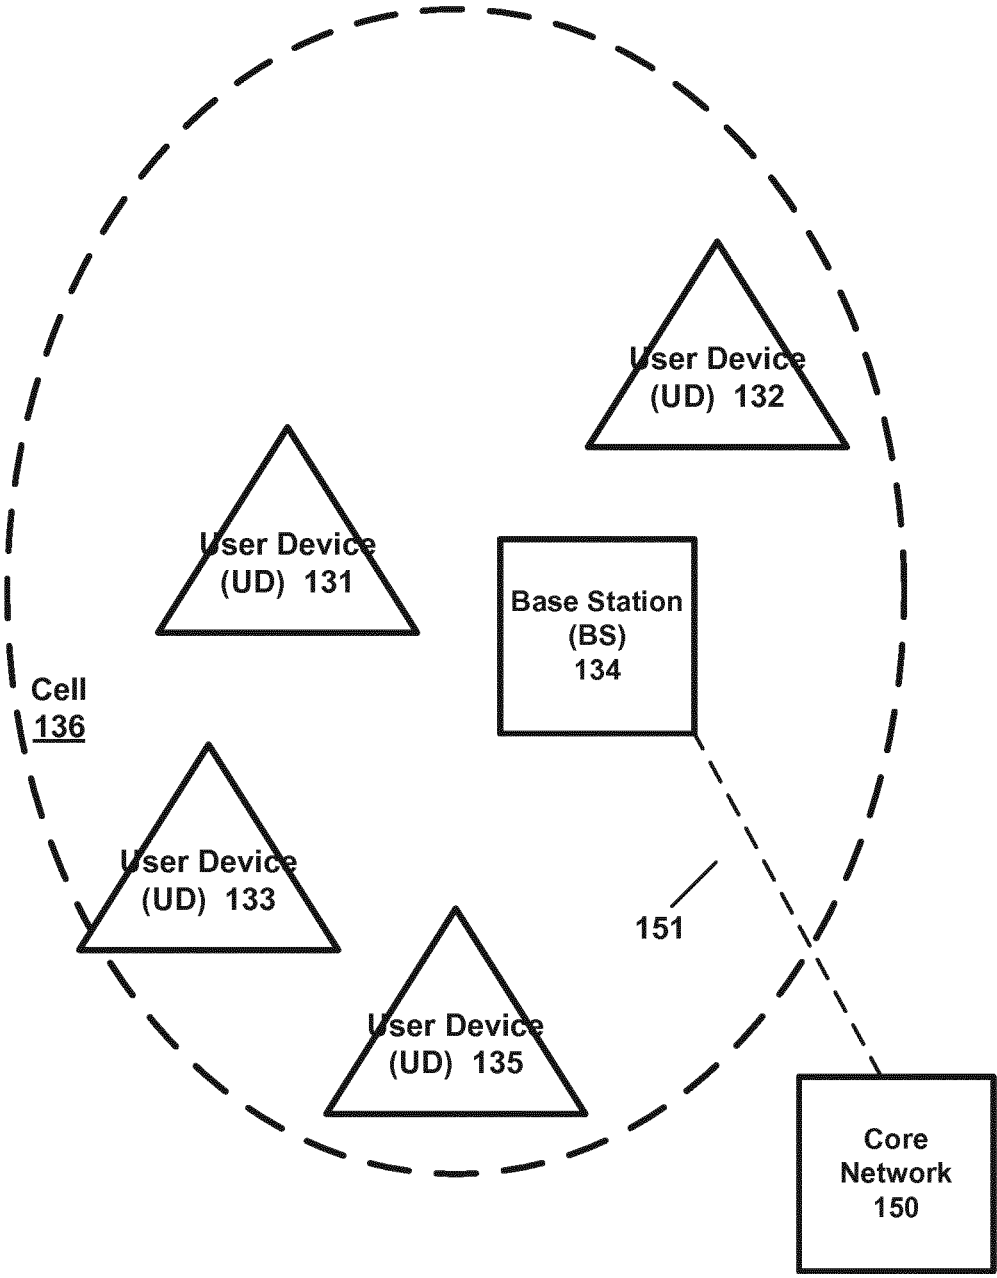 User Device
(UD) 132
User Device
(UD) 131
Base Station
(BS)
134
Cell
136
User Device
(UD) 133
151
User Device
(UD) 135
Core
Network
150